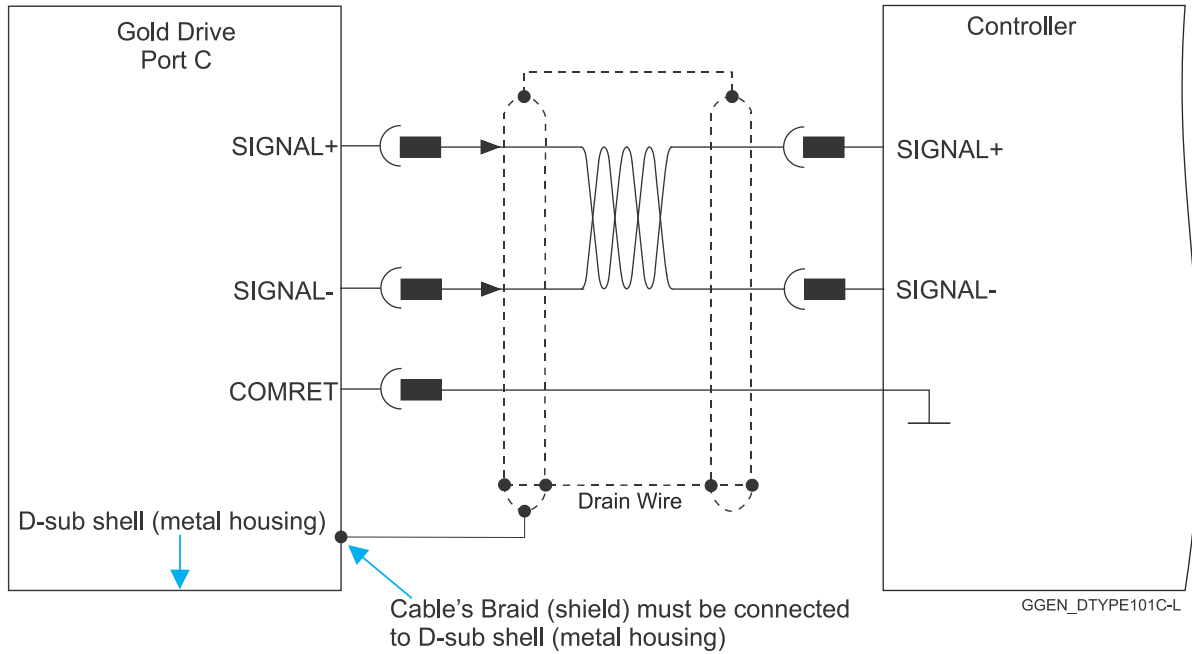 Gold Drive
Port C
Controller
SIGNAL+
SIGNAL+
SIGNAL-
SIGNAL-
COMRET
Drain Wire
D-sub shell (metal housing)
Cable's Braid (shield) must be connected
to D-sub shell (metal housing)
GGEN_DTYPE101C-L